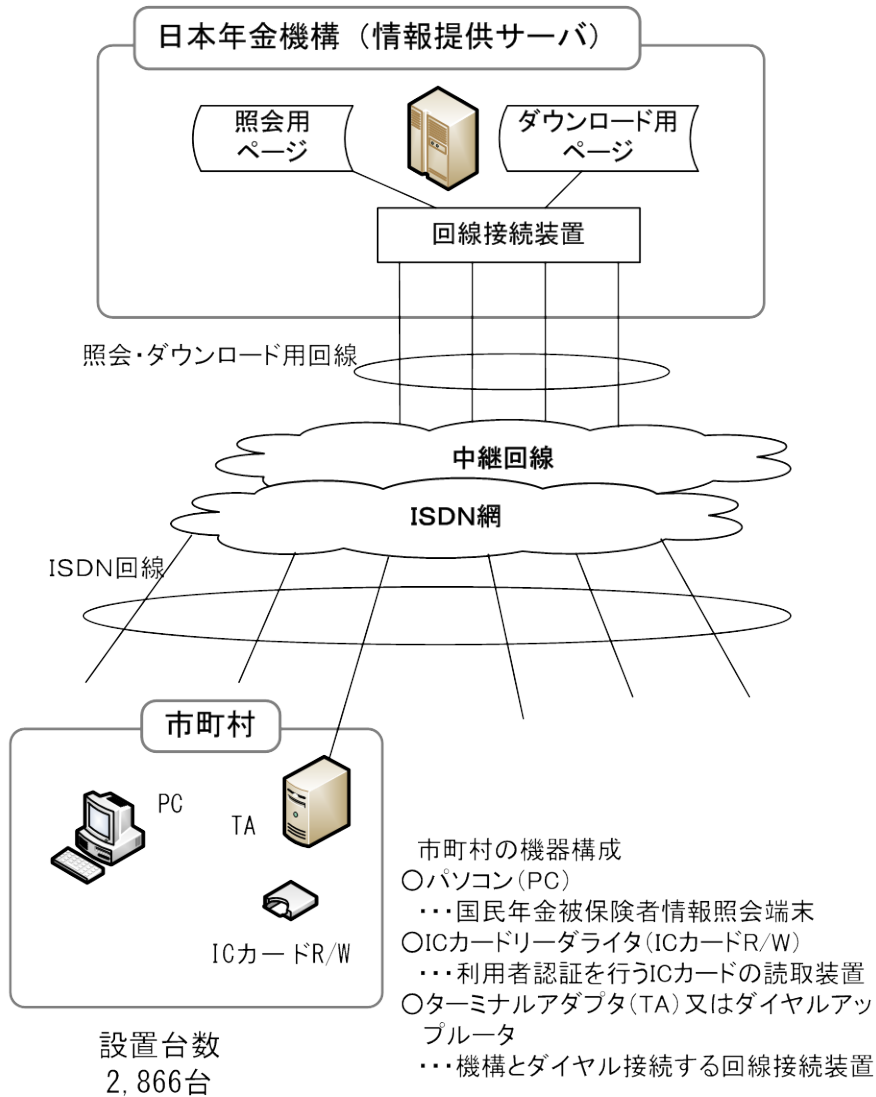 日本年金機構（情報提供サーバ）
照会用
ページ
ダウンロード用
ページ
回線接続装置
照会・ダウンロード用回線
中継回線
ISDN網
ISDN回線
市町村
PC
TA
ICカードR/W
設置台数
2,866台
市町村の機器構成
○パソコン（PC）
・・・国民年金被保険者情報照会端末
○ICカードリーダライタ（ICカードR/W）
・・・利用者認証を行うICカードの読取装置
○ターミナルアダプタ（TA）又はダイヤルアッ
プルータ
・・・機構とダイヤル接続する回線接続装置